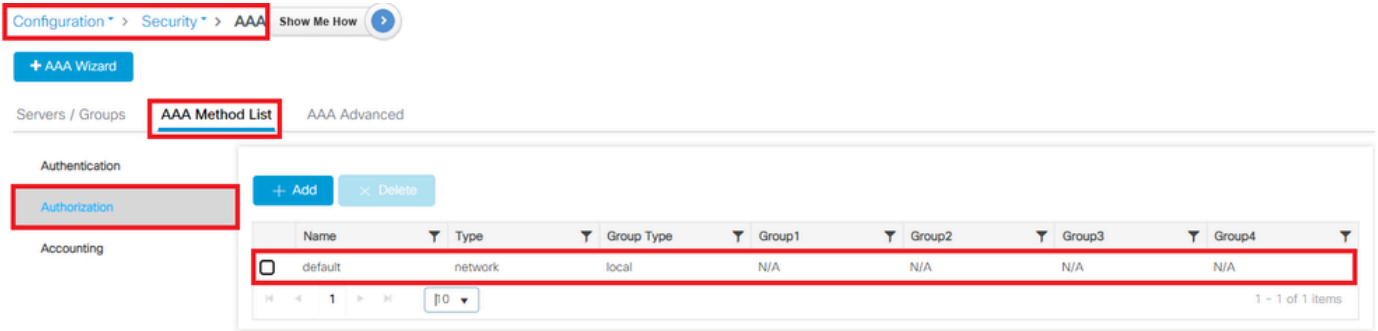 Configuration > Security > AAA Show Me How
+ AAA Wizard
Servers / Groups AAA Method List AAA Advanced
Authentication
Authorization
Accounting
+ Add × Delete
Name Type Group Type Group1 Group2 Group3 Group4
default network local N/A N/A N/A N/A
1 10 1 - 1 of 1 items